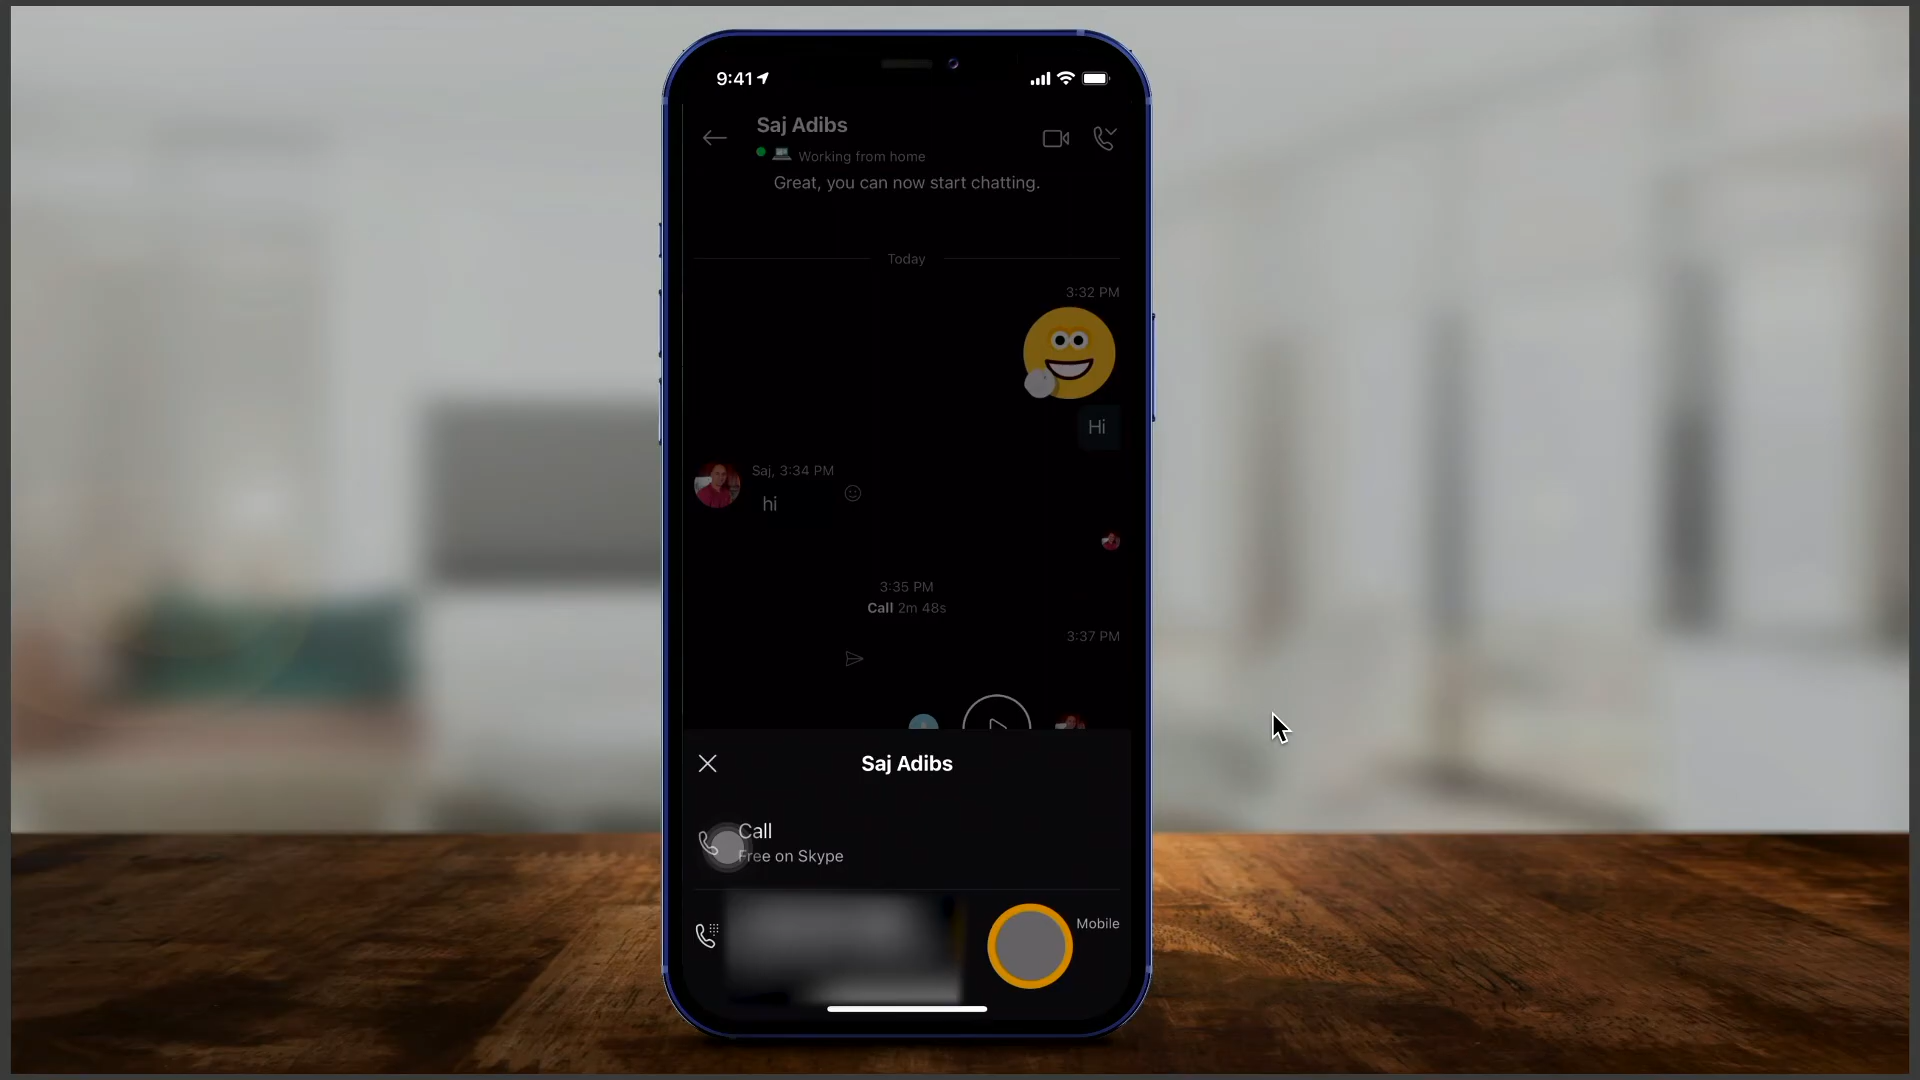 9:41
Saj Adibs
Working from home
Great, you can now start chatting.
Today
3:32 PM
Hi
Saj, 3:34 PM
hi
3:35 PM
Call 2m 48s
3:37 PM
Saj Adibs
Call
Free on Skype
Mobile